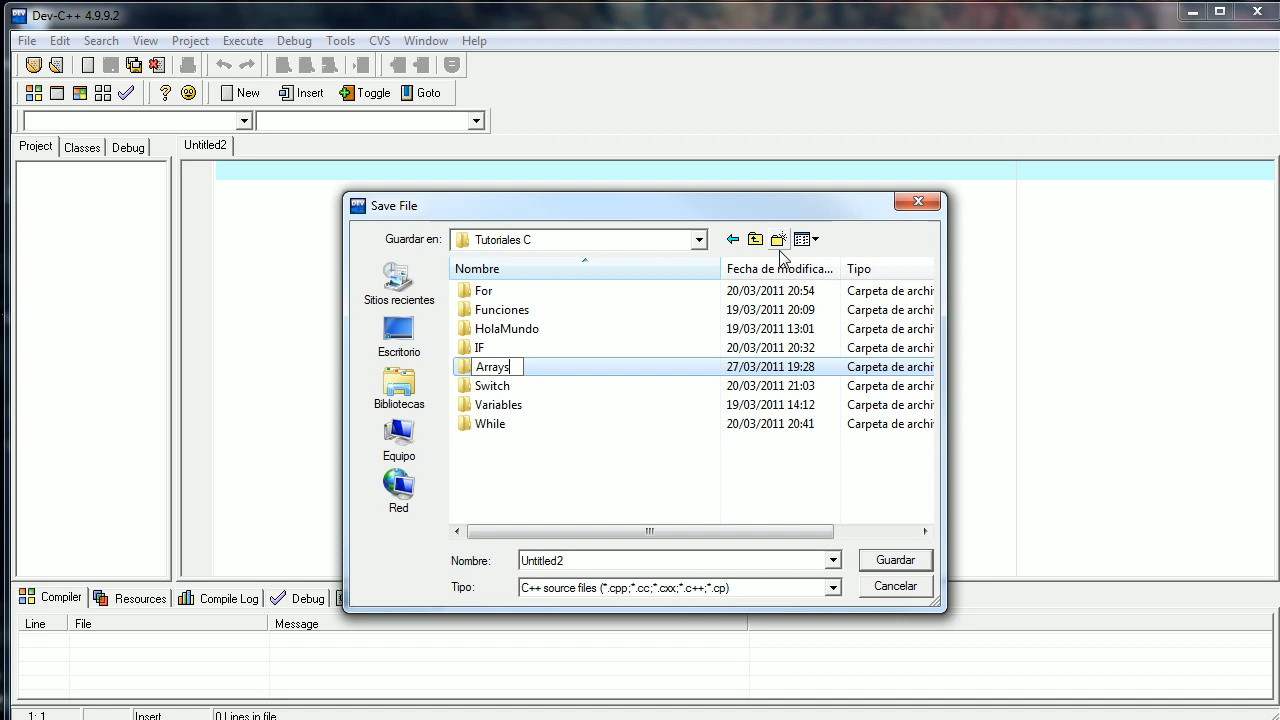 Dev-C++ 4.9.9.2
File Edit Search View Project Execute Debug Tools CVS Window Help
New Insert Toggle Goto
Project Classes Debug
Untitled2
Save File
Guardar en: Tutoriales C
Nombre Fecha de modifica... Tipo
For 20/03/2011 20:54 Carpeta de archi
Funciones 19/03/2011 20:09 Carpeta de archi
HolaMundo 19/03/2011 13:01 Carpeta de archi
IF 20/03/2011 20:32 Carpeta de archi
Arrays 27/03/2011 19:28 Carpeta de archi
Switch 20/03/2011 21:03 Carpeta de archi
Variables 19/03/2011 14:12 Carpeta de archi
While 20/03/2011 20:41 Carpeta de archi
Sitios recientes
Escritorio
Bibliotecas
Equipo
Red
Nombre: Untitled2 Guardar
Tipo: C++ source files (*.cpp;*.cc;*.cxx;*.c++;*.cp) Cancelar
Compiler Resources Compile Log Debug
Line File Message
1: 1 Insert 0 Lines in file